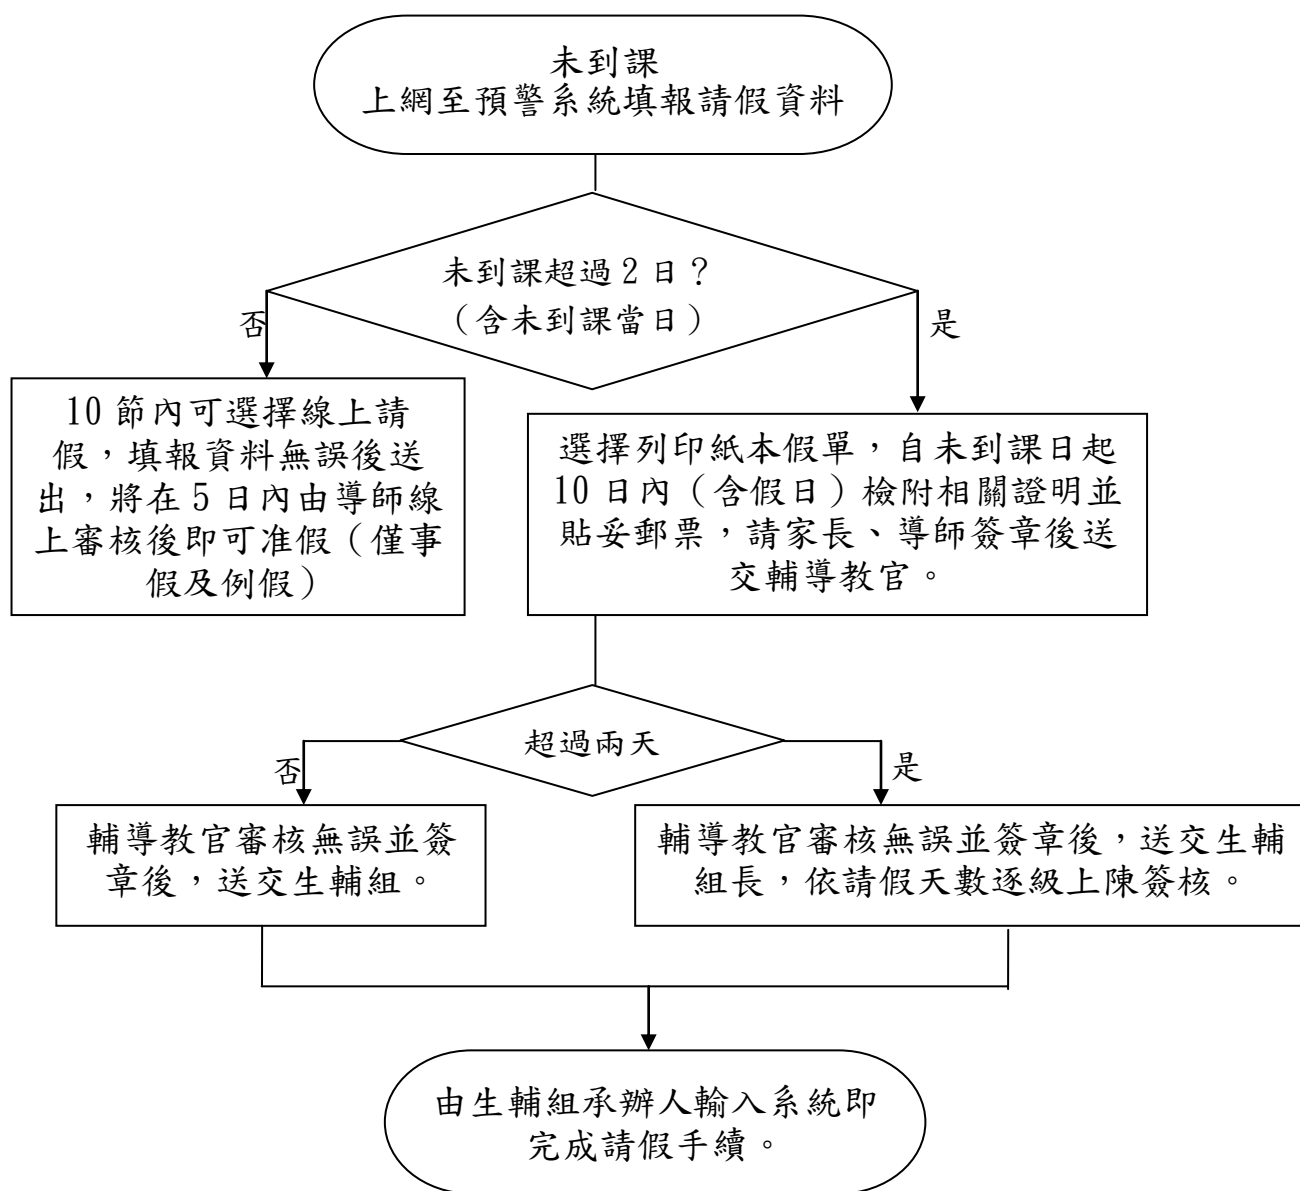 未到課
上網至預警系統填報請假資料
未到課超過2日？
（含未到課當日）
否
是
10節內可選擇線上請
假，填報資料無誤後送
出，將在5日內由導師線
上審核後即可准假（僅事
假及例假）
選擇列印紙本假單，自未到課日起
10日內（含假日）檢附相關證明並
貼妥郵票，請家長、導師簽章後送
交輔導教官。
超過兩天
否
是
輔導教官審核無誤並簽
章後，送交生輔組。
輔導教官審核無誤並簽章後，送交生輔
組長，依請假天數逐級上陳簽核。
由生輔組承辦人輸入系統即
完成請假手續。